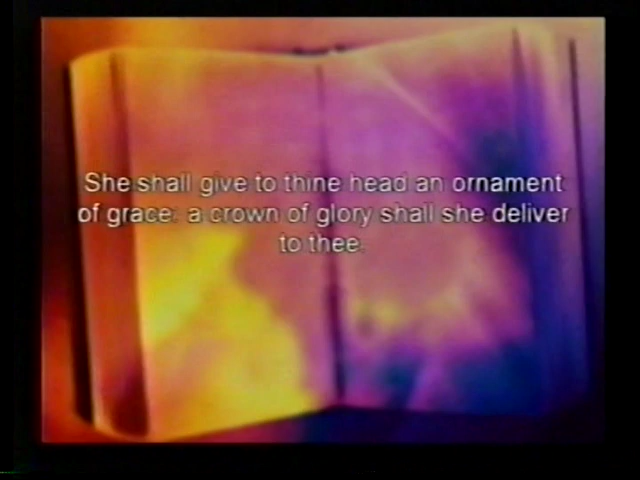 She shall give to thine head an ornament
of grace: a crown of glory shall she deliver
to thee.